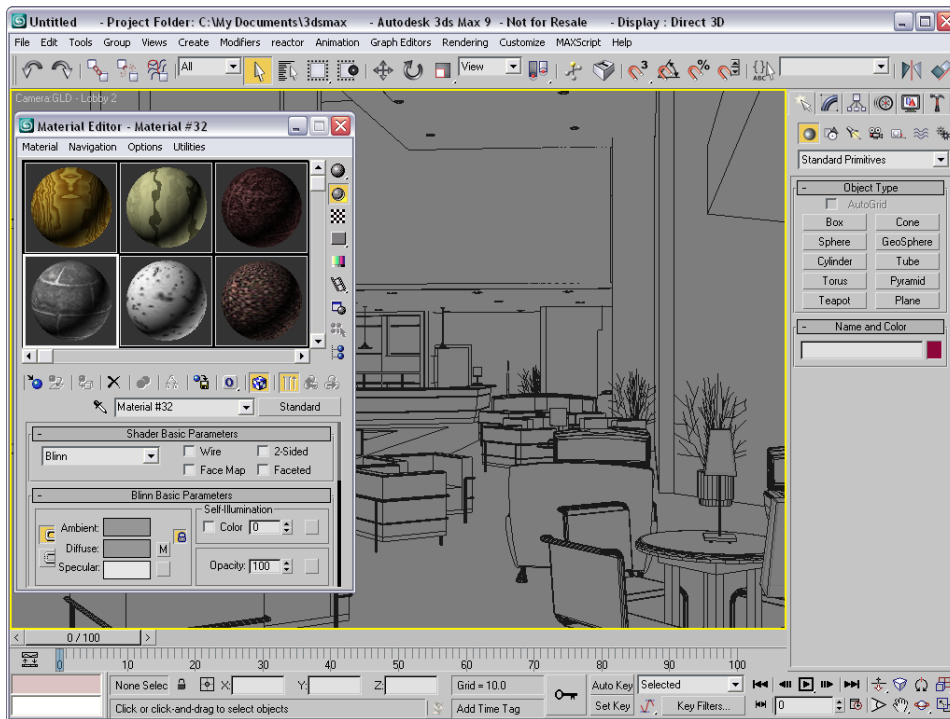 Untitled - Project Folder: C:\My Documents\3dsmax - Autodesk 3ds Max 9 - Not for Resale - Display : Direct 3D
File Edit Tools Group Views Create Modifiers reactor Animation Graph Editors Rendering Customize MAXScript Help
All View
Camera:GLD - Lobby 2
Material Editor - Material #32
Material Navigation Options Utilities
Material #32 Standard
Shader Basic Parameters
Blinn Wire 2-Sided
Face Map Faceted
Blinn Basic Parameters
Self-Illumination
Ambient: Color 0
Diffuse: M
Specular: Opacity: 100
Standard Primitives
Object Type
AutoGrid
Box Cone
Sphere GeoSphere
Cylinder Tube
Torus Pyramid
Teapot Plane
Name and Color
0 / 100
0 10 20 30 40 50 60 70 80 90 100
None Selec X: Y: Z: Grid = 10.0 Auto Key Selected
Click or click-and-drag to select objects Add Time Tag Set Key Key Filters... 0